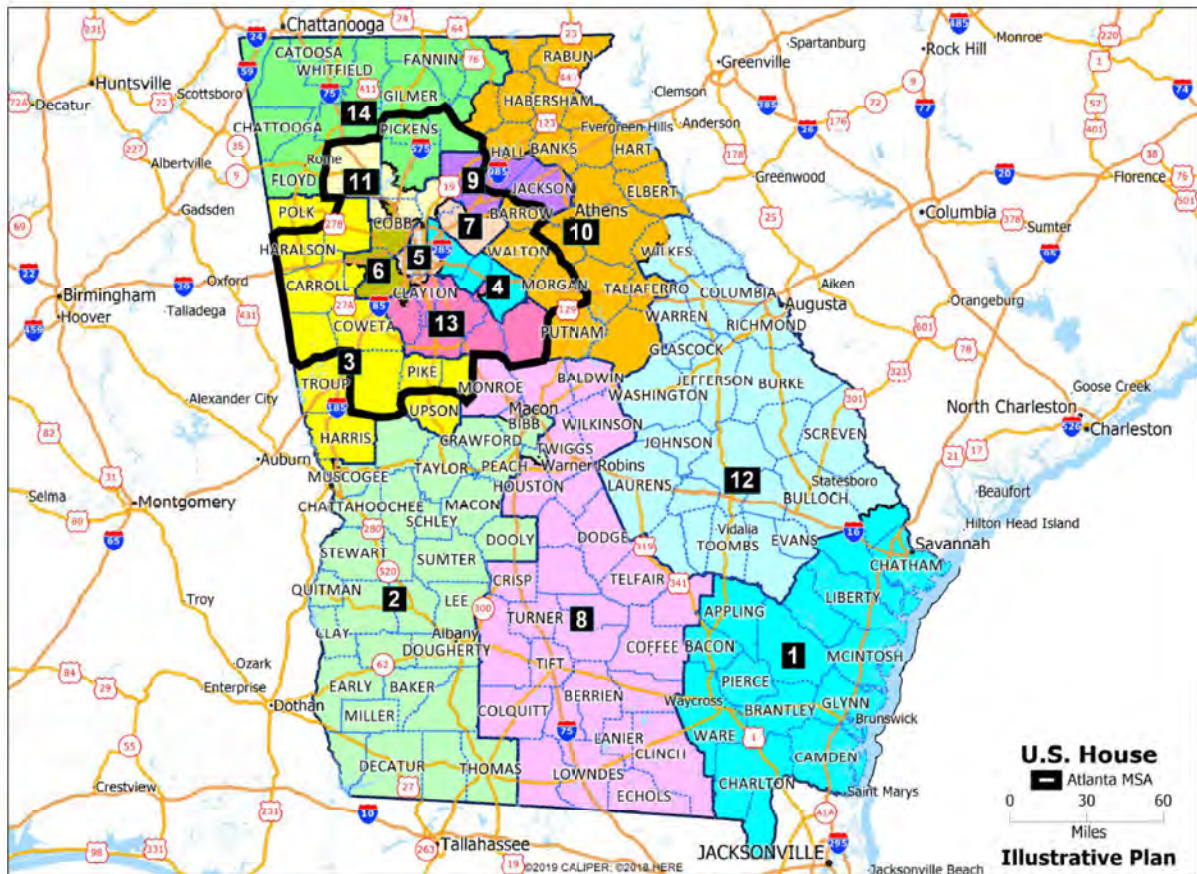 Chattanooga
Huntsville
Decatur
Scottsboro
Albertville
Gadsden
Oxford
Birmingham
Hoover
Talladega
Alexander City
Auburn
Selma
Montgomery
Troy
Ozark
Enterprise
Dothan
Crestview
Tallahassee
Spartanburg
Greenville
Rock Hill
Monroe
Clemson
Evergreen Hills
Anderson
Greenwood
Florence
Columbia
Sumter
Aiken
Augusta
Orangeburg
Goose Creek
North Charleston
Charleston
Beaufort
Hilton Head Island
Savannah
CATOOSA
WHITFIELD
FANNIN
RABUN
GILMER
HABERSHAM
CHATTOOGA
14
PICKENS
Rome
HALL
BANKS
HART
FLOYD
11
9
JACKSON
ELBERT
POLK
COBB
7
BARROW
Athens
10
HARALSON
5
WALTON
WILKES
6
CARROLL
4
MORGAN
TALIAFERRO
COLUMBIA
CLAYTON
COWETA
13
PUTNAM
WARREN
RICHMOND
GLASCOCK
3
PIKE
TROUP
MONROE
BALDWIN
JEFFERSON
BURKE
WASHINGTON
UPSON
Macon
BIBB
WILKINSON
HARRIS
CRAWFORD
TWIGGS
JOHNSON
SCREVEN
MUSCOGEE
TAYLOR
PEACH
Warner Robins
HOUSTON
LAURENS
12
Statesboro
BULLOCH
CHATTAHOOCHEE
MACON
SCHLEY
DOOLY
DODGE
Vidalia
TOOMBS
EVANS
STEWART
SUMTER
CHATHAM
CRISP
TELFAIR
QUITMAN
2
LEE
TURNER
8
APPLING
LIBERTY
CLAY
Albany
DOUGHERTY
COFFEE
BACON
1
MCINTOSH
TIFT
PIERCE
EARLY
BAKER
BERRIEN
Waycross
BRANTLEY
GLYNN
Brunswick
MILLER
COLQUITT
LANIER
WARE
CLINCH
CAMDEN
DECATUR
THOMAS
LOWNDES
CHARLTON
ECHOLS
Saint Marys
JACKSONVILLE
Jacksonville Beach
U.S. House
Atlanta MSA
0 30 60
Miles
Illustrative Plan
©2019 CALIPER; ©2018 HERE